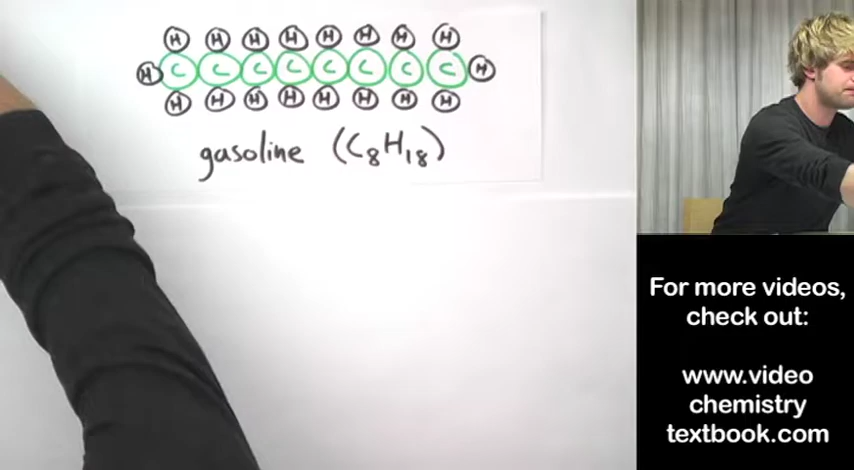 H H H H H H H H
H C C C C C C C C H
H H H H H H H H
gasoline (C₈H₁₈)
For more videos,
check out:
www.video
chemistry
textbook.com